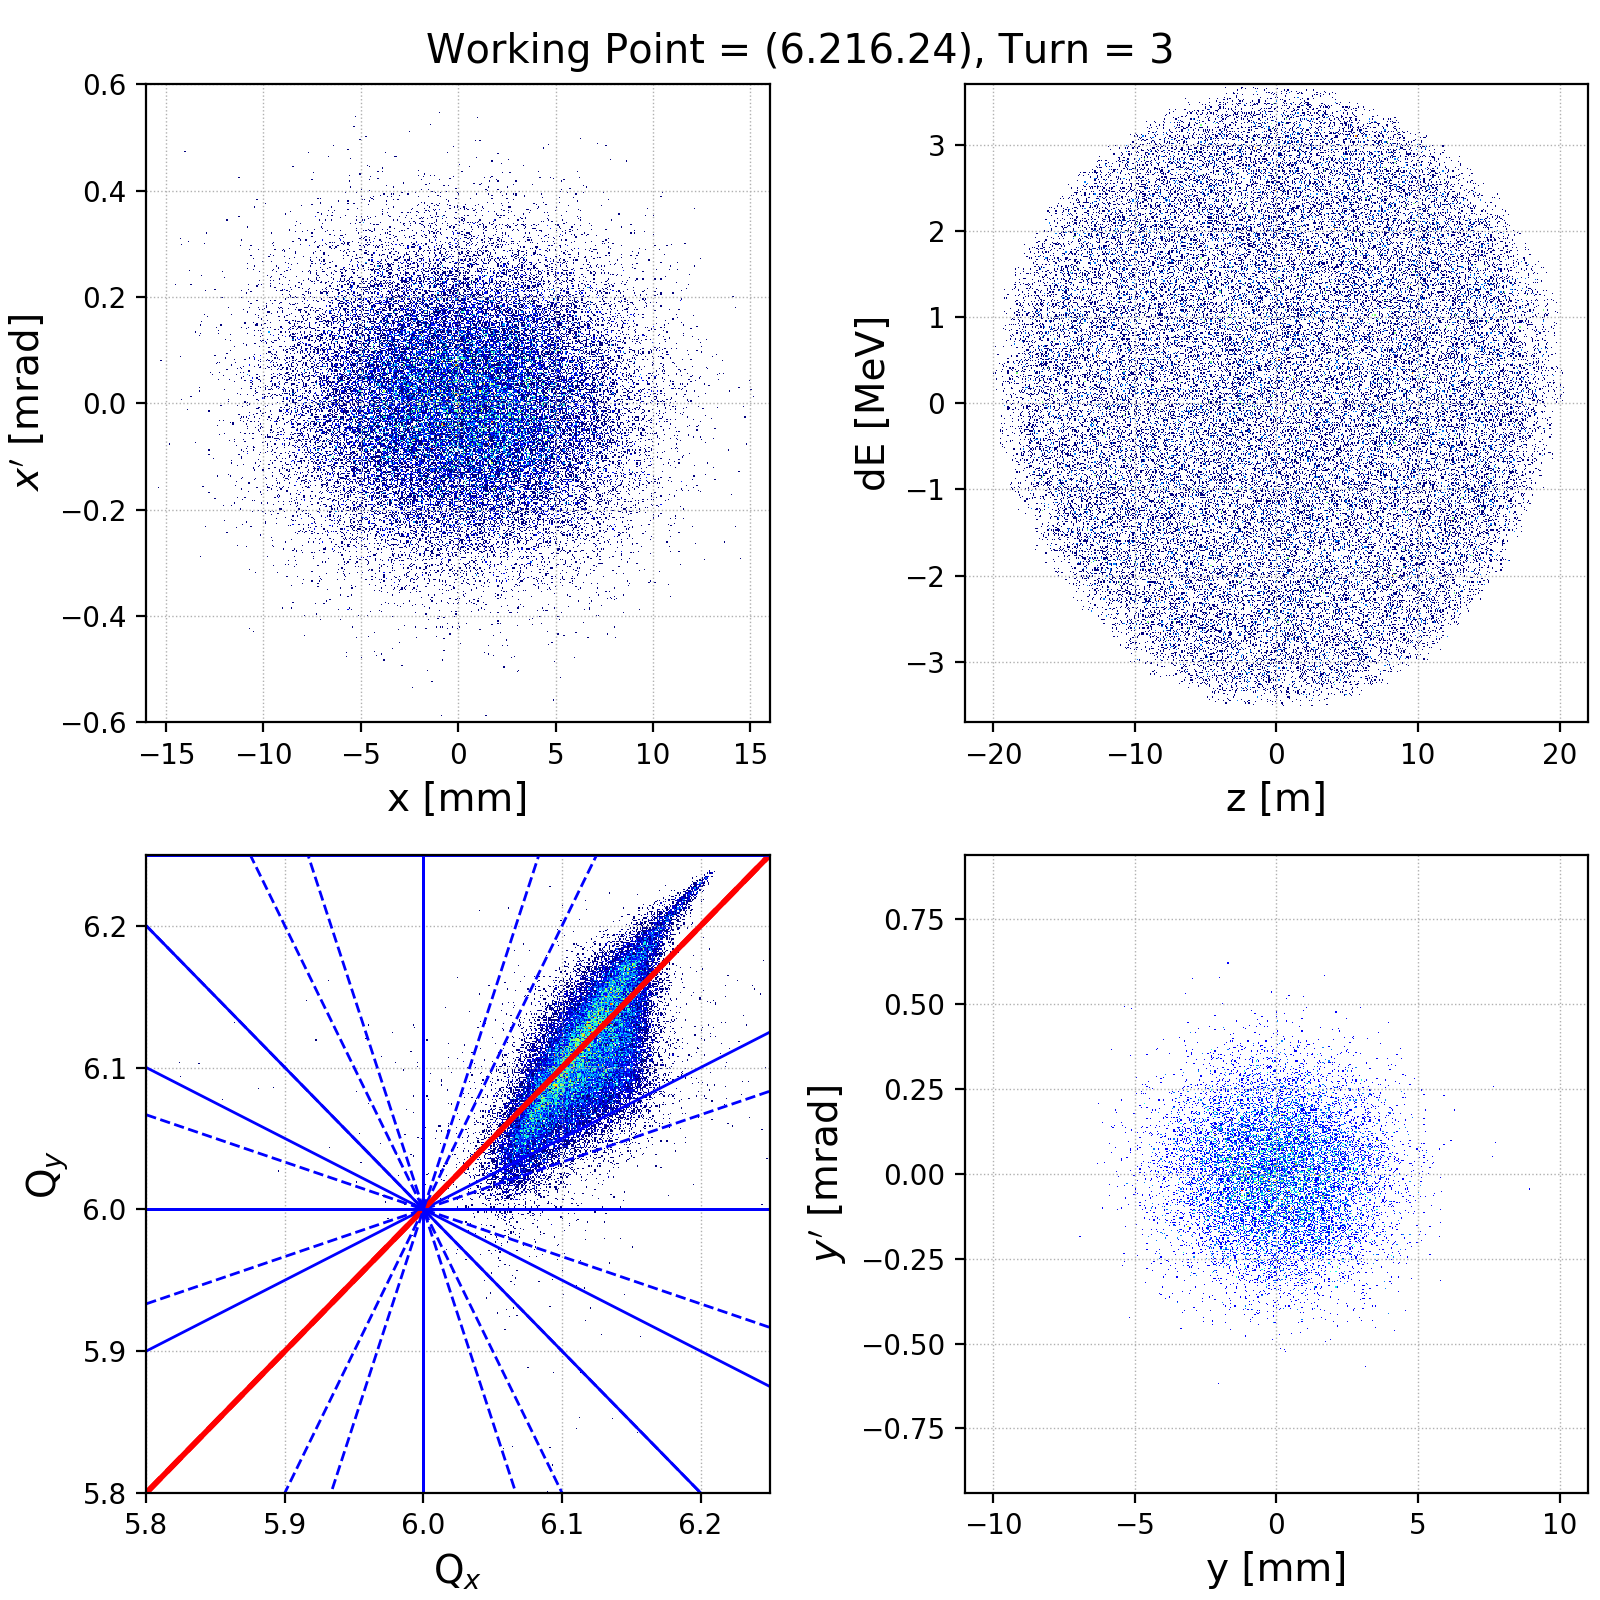 Working Point = (6.216.24), Turn = 3
0.6
0.4
0.2
0.0
−0.2
−0.4
−0.6
x′ [mrad]
−15 −10 −5 0 5 10 15
x [mm]
3
2
1
0
−1
−2
−3
dE [MeV]
−20 −10 0 10 20
z [m]
6.2
6.1
6.0
5.9
5.8
Qy
5.8 5.9 6.0 6.1 6.2
Qx
0.75
0.50
0.25
0.00
−0.25
−0.50
−0.75
y′ [mrad]
−10 −5 0 5 10
y [mm]